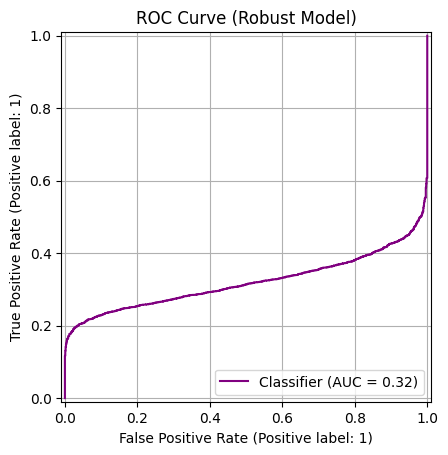 ROC Curve (Robust Model)
True Positive Rate (Positive label: 1)
1.0
0.8
0.6
0.4
0.2
0.0
Classifier (AUC = 0.32)
0.0 0.2 0.4 0.6 0.8 1.0
False Positive Rate (Positive label: 1)